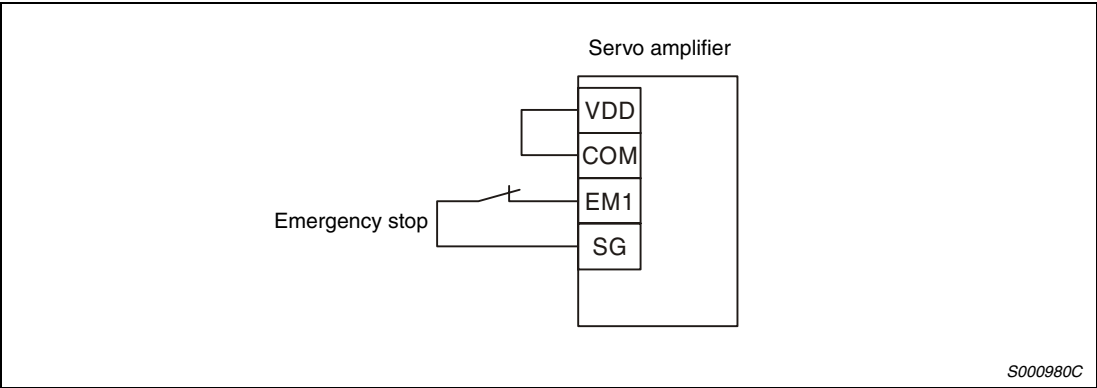 Servo amplifier
VDD
COM
EM1
Emergency stop
SG
S000980C